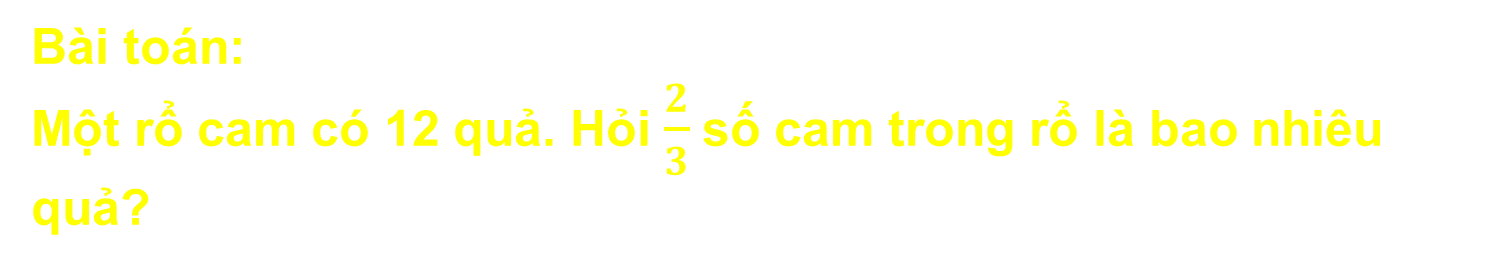 Bài toán:
Một rổ cam có 12 quả. Hỏi 2/3 số cam trong rổ là bao nhiêu
quả?